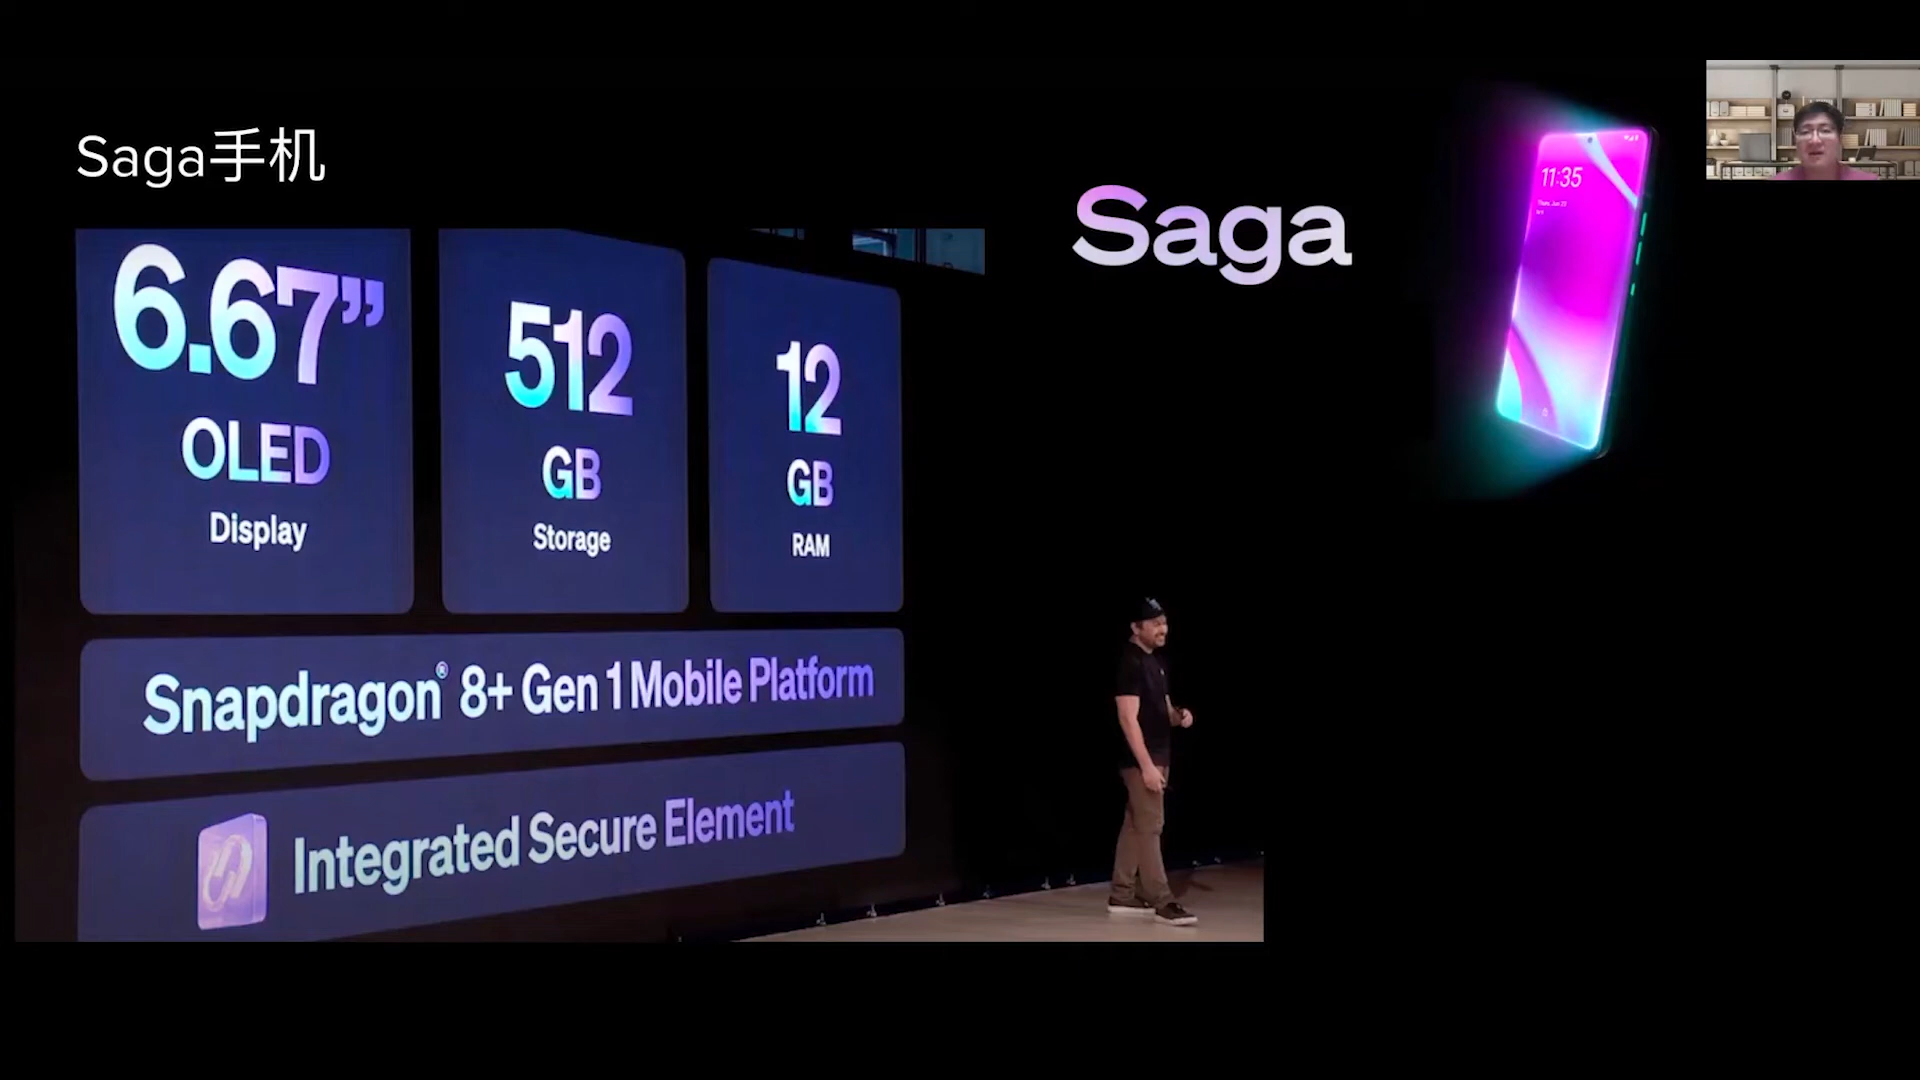 Saga手机
6.67”
OLED
Display
512
GB
Storage
12
GB
RAM
Snapdragon® 8+ Gen 1 Mobile Platform
Integrated Secure Element
Saga
11:35